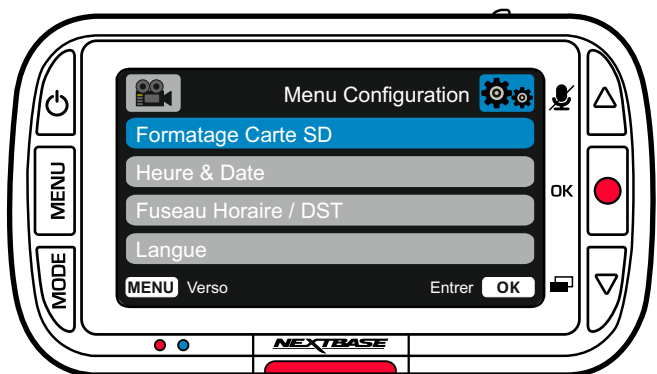 Menu Configuration
Formatage Carte SD
Heure & Date
Fuseau Horaire / DST
Langue
MENU Verso Entrer OK
MENU
MODE
OK
NEXTBASE